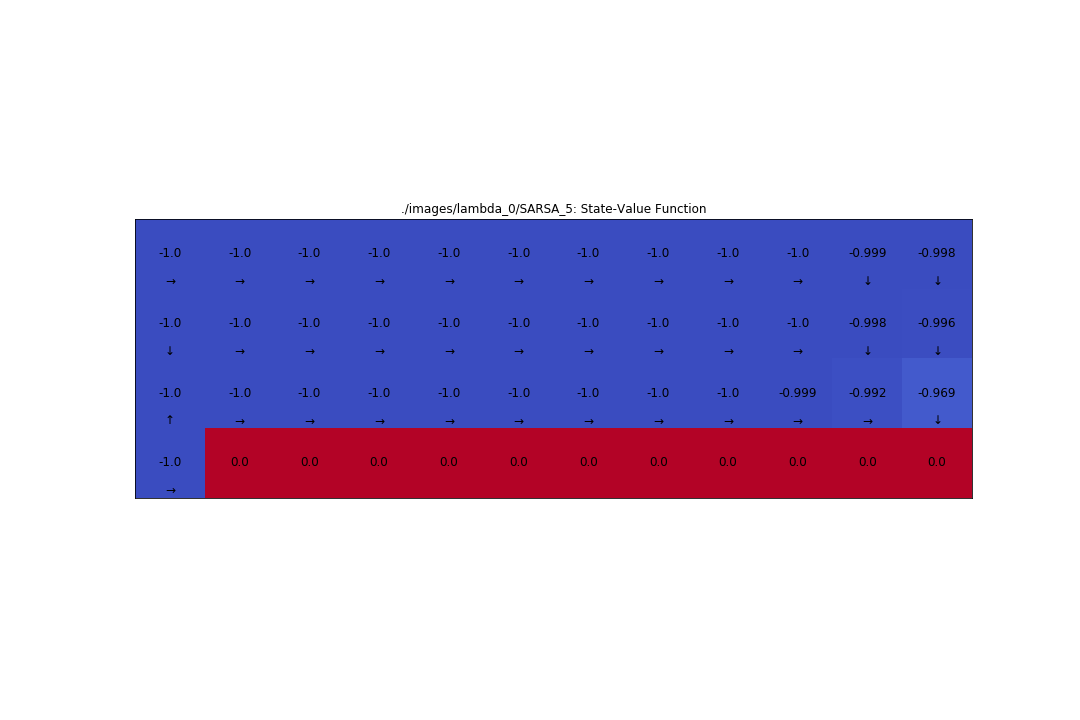 ./images/lambda_0/SARSA_5: State-Value Function
-1.0 -1.0 -1.0 -1.0 -1.0 -1.0 -1.0 -1.0 -1.0 -1.0 -0.999 -0.998
→ → → → → → → → → → ↓ ↓
-1.0 -1.0 -1.0 -1.0 -1.0 -1.0 -1.0 -1.0 -1.0 -1.0 -0.998 -0.996
↓ → → → → → → → → → ↓ ↓
-1.0 -1.0 -1.0 -1.0 -1.0 -1.0 -1.0 -1.0 -1.0 -0.999 -0.992 -0.969
↑ → → → → → → → → → → ↓
-1.0 0.0 0.0 0.0 0.0 0.0 0.0 0.0 0.0 0.0 0.0 0.0
→